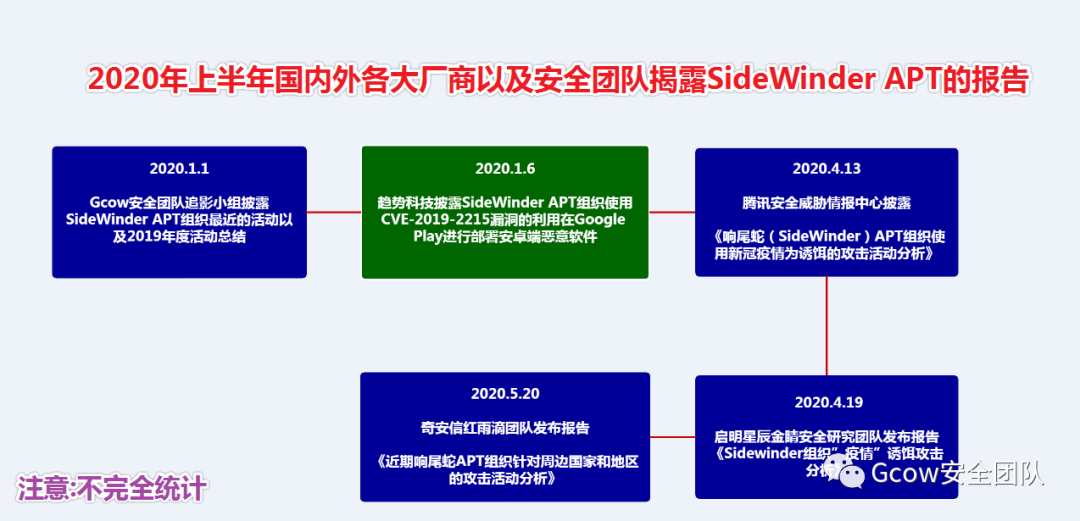 2020年上半年国内外各大厂商以及安全团队揭露SideWinder APT的报告
2020.1.1
Gcow安全团队追影小组披露
SideWinder APT组织最近的活动以
及2019年度活动总结
2020.1.6
趋势科技披露SideWinder APT组织使用
CVE-2019-2215漏洞的利用在Google
Play进行部署安卓端恶意软件
2020.4.13
腾讯安全威胁情报中心披露
《响尾蛇（SideWinder）APT组织使
用新冠疫情为诱饵的攻击活动分析》
2020.4.19
启明星辰金睛安全研究团队发布报告
《Sidewinder组织”疫情”诱饵攻击
分析》
2020.5.20
奇安信红雨滴团队发布报告
《近期响尾蛇APT组织针对周边国家和地区
的攻击活动分析》
注意:不完全统计
Gcow安全团队